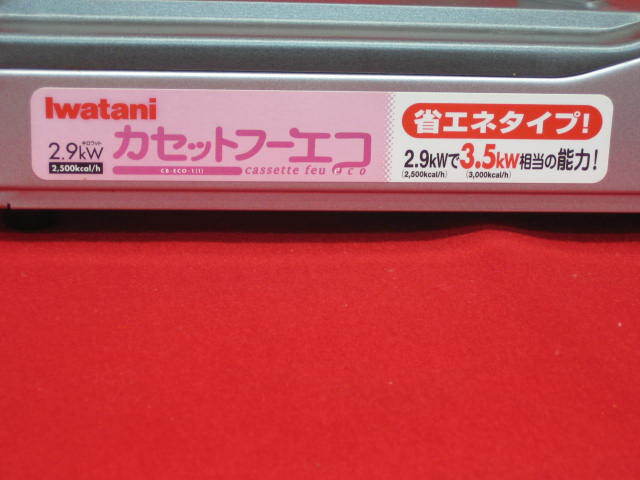 Iwatani
キロワット
2.9kW
2,500kcal/h
カセットフーエコ
CB-ECO-1(1)
cassette feu eco
省エネタイプ!
2.9kWで3.5kW相当の能力!
(2,500kcal/h) (3,000kcal/h)